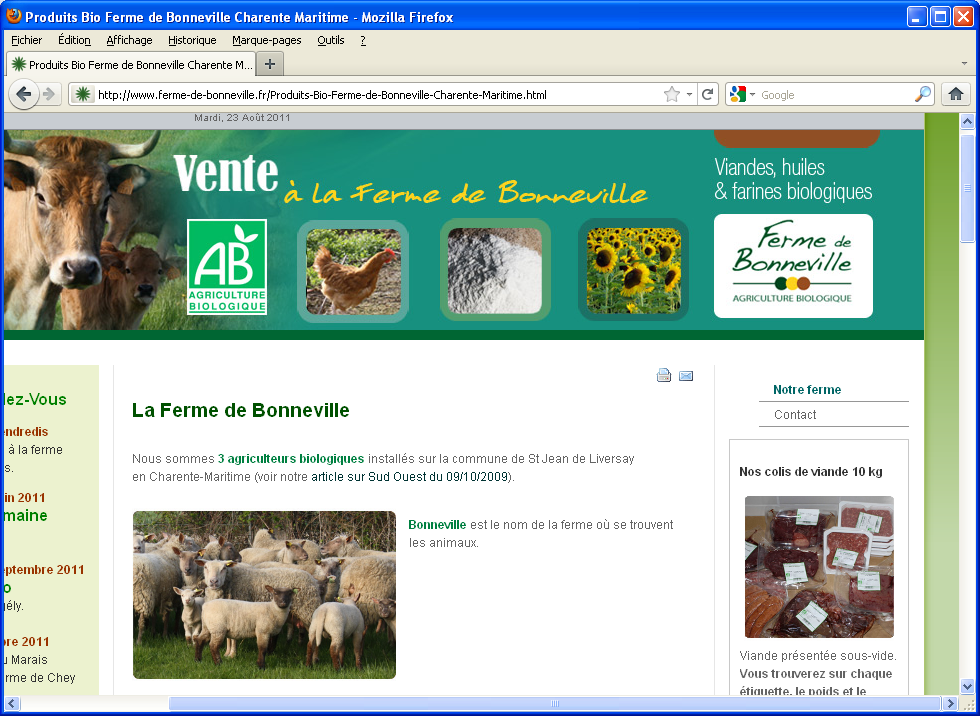 Produits Bio Ferme de Bonneville Charente Maritime - Mozilla Firefox
Fichier Édition Affichage Historique Marque-pages Outils ?
Produits Bio Ferme de Bonneville Charente M...
http://www.ferme-de-bonneville.fr/Produits-Bio-Ferme-de-Bonneville-Charente-Maritime.html
Google
Mardi, 23 Août 2011
Vente à la Ferme de Bonneville
Viandes, huiles
& farines biologiques
AB
AGRICULTURE
BIOLOGIQUE
Ferme de
Bonneville
AGRICULTURE BIOLOGIQUE
dez-Vous
endredis
à la ferme
s.
in 2011
maine
eptembre 2011
o
gély.
bre 2011
u Marais
rme de Chey
La Ferme de Bonneville
Nous sommes 3 agriculteurs biologiques installés sur la commune de St Jean de Liversay
en Charente-Maritime (voir notre article sur Sud Ouest du 09/10/2009).
Bonneville est le nom de la ferme où se trouvent
les animaux.
Notre ferme
Contact
Nos colis de viande 10 kg
Viande présentée sous-vide.
Vous trouverez sur chaque
étiquette, le poids et le